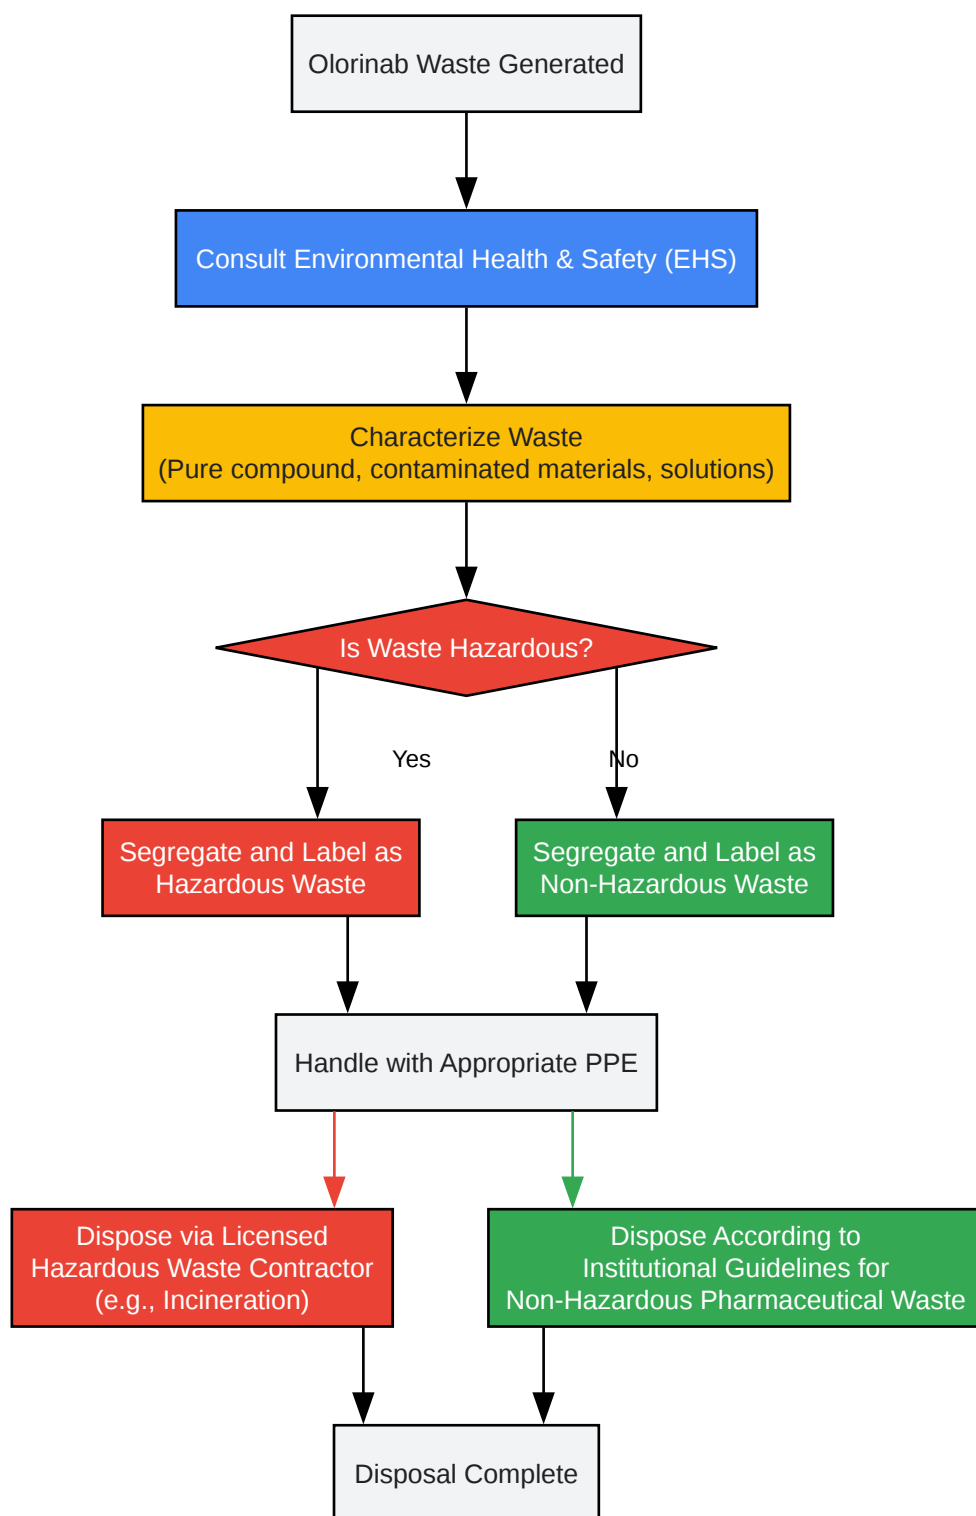 Olorinab Waste Generated
Consult Environmental Health & Safety (EHS)
Characterize Waste
(Pure compound, contaminated materials, solutions)
Is Waste Hazardous?
Yes
No
Segregate and Label as
Hazardous Waste
Segregate and Label as
Non-Hazardous Waste
Handle with Appropriate PPE
Dispose via Licensed
Hazardous Waste Contractor
(e.g., Incineration)
Dispose According to
Institutional Guidelines for
Non-Hazardous Pharmaceutical Waste
Disposal Complete